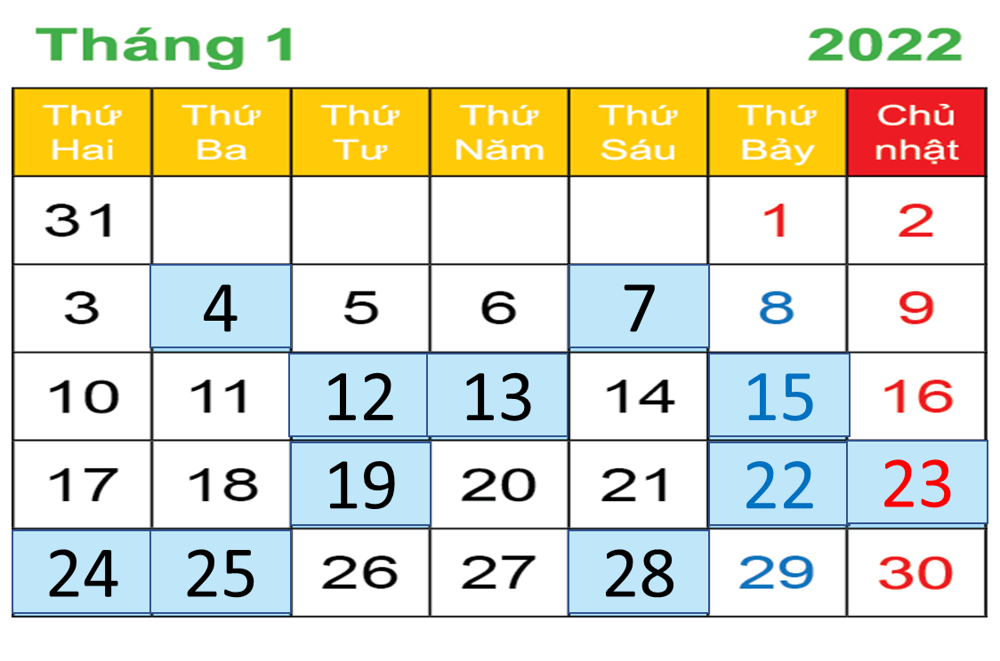 Tháng 1 2022
Thứ Hai Thứ Ba Thứ Tư Thứ Năm Thứ Sáu Thứ Bảy Chủ nhật
31 1 2
3 4 5 6 7 8 9
10 11 12 13 14 15 16
17 18 19 20 21 22 23
24 25 26 27 28 29 30